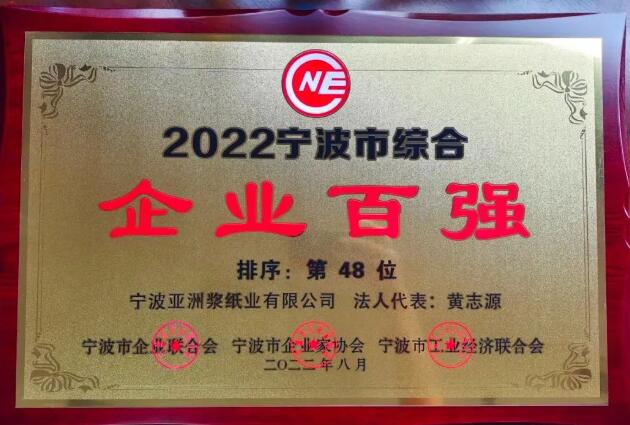 NE
2022宁波市综合
企业百强
排序：第 48 位
宁波亚洲浆纸业有限公司 法人代表：黄志源
宁波市企业联合会 宁波市企业家协会 宁波市工业经济联合会
二〇二二年八月